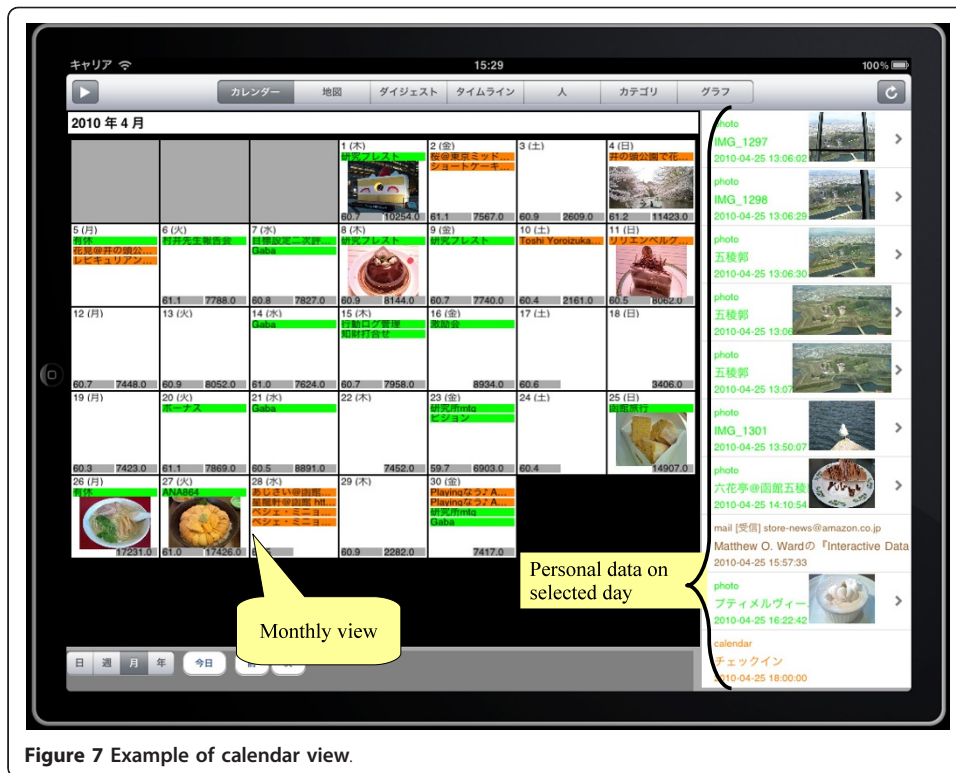 キャリア 15:29 100%
カレンダー 地図 ダイジェスト タイムライン 人 カテゴリ グラフ
2010 年 4 月
1 (木) 2 (金) 3 (土) 4 (日)
研究フレスト 桜@東京ミッド... 井の頭公園で花...
ショートケーキ...
60.7 10254.0 61.1 7567.0 60.9 2609.0 61.2 11423.0
5 (月) 6 (火) 7 (水) 8 (木) 9 (金) 10 (土) 11 (日)
有休 村井先生報告会 目標設定二次評... 研究フレスト 研究フレスト Toshi Yoroizuka... リリエンベルグ...
花見@井の頭公... Gaba
レピキュリアン...
61.1 7788.0 60.8 7827.0 60.9 8144.0 60.7 7740.0 60.4 2161.0 60.5 8062.0
12 (月) 13 (火) 14 (水) 15 (木) 16 (金) 17 (土) 18 (日)
Gaba 行動ログ管理 激励会
知財打合せ
60.7 7448.0 60.9 8052.0 61.0 7624.0 60.7 7958.0 8934.0 60.6 3406.0
19 (月) 20 (火) 21 (水) 22 (木) 23 (金) 24 (土) 25 (日)
ボーナス Gaba 研究所mtg 函館旅行
ビジョン
60.3 7423.0 61.1 7869.0 60.5 8891.0 7452.0 59.7 6903.0 60.4 14907.0
26 (月) 27 (火) 28 (水) 29 (木) 30 (金)
有休 ANA864 あじさい@函館... Playingなう♪ A...
Playingなう♪ A...
ペシェ・ミニョ... 研究所mtg
ペシェ・ミニョ... Gaba
17231.0 61.0 17426.0 60.9 2282.0 7417.0
Monthly view
Personal data on
selected day
日 週 月 年 今日
photo
IMG_1297
2010-04-25 13:06:02
photo
IMG_1298
2010-04-25 13:06:29
photo
五稜郭
2010-04-25 13:06:30
photo
五稜郭
2010-04-25 13:06
photo
五稜郭
2010-04-25 13:07
photo
IMG_1301
2010-04-25 13:50:07
photo
六花亭@函館五稜
2010-04-25 14:10:54
mail [受信] store-news@amazon.co.jp
Matthew O. Wardの『Interactive Data
2010-04-25 15:57:33
photo
プティメルヴィー
2010-04-25 16:22:42
calendar
チェックイン
2010-04-25 18:00:00
Figure 7 Example of calendar view.